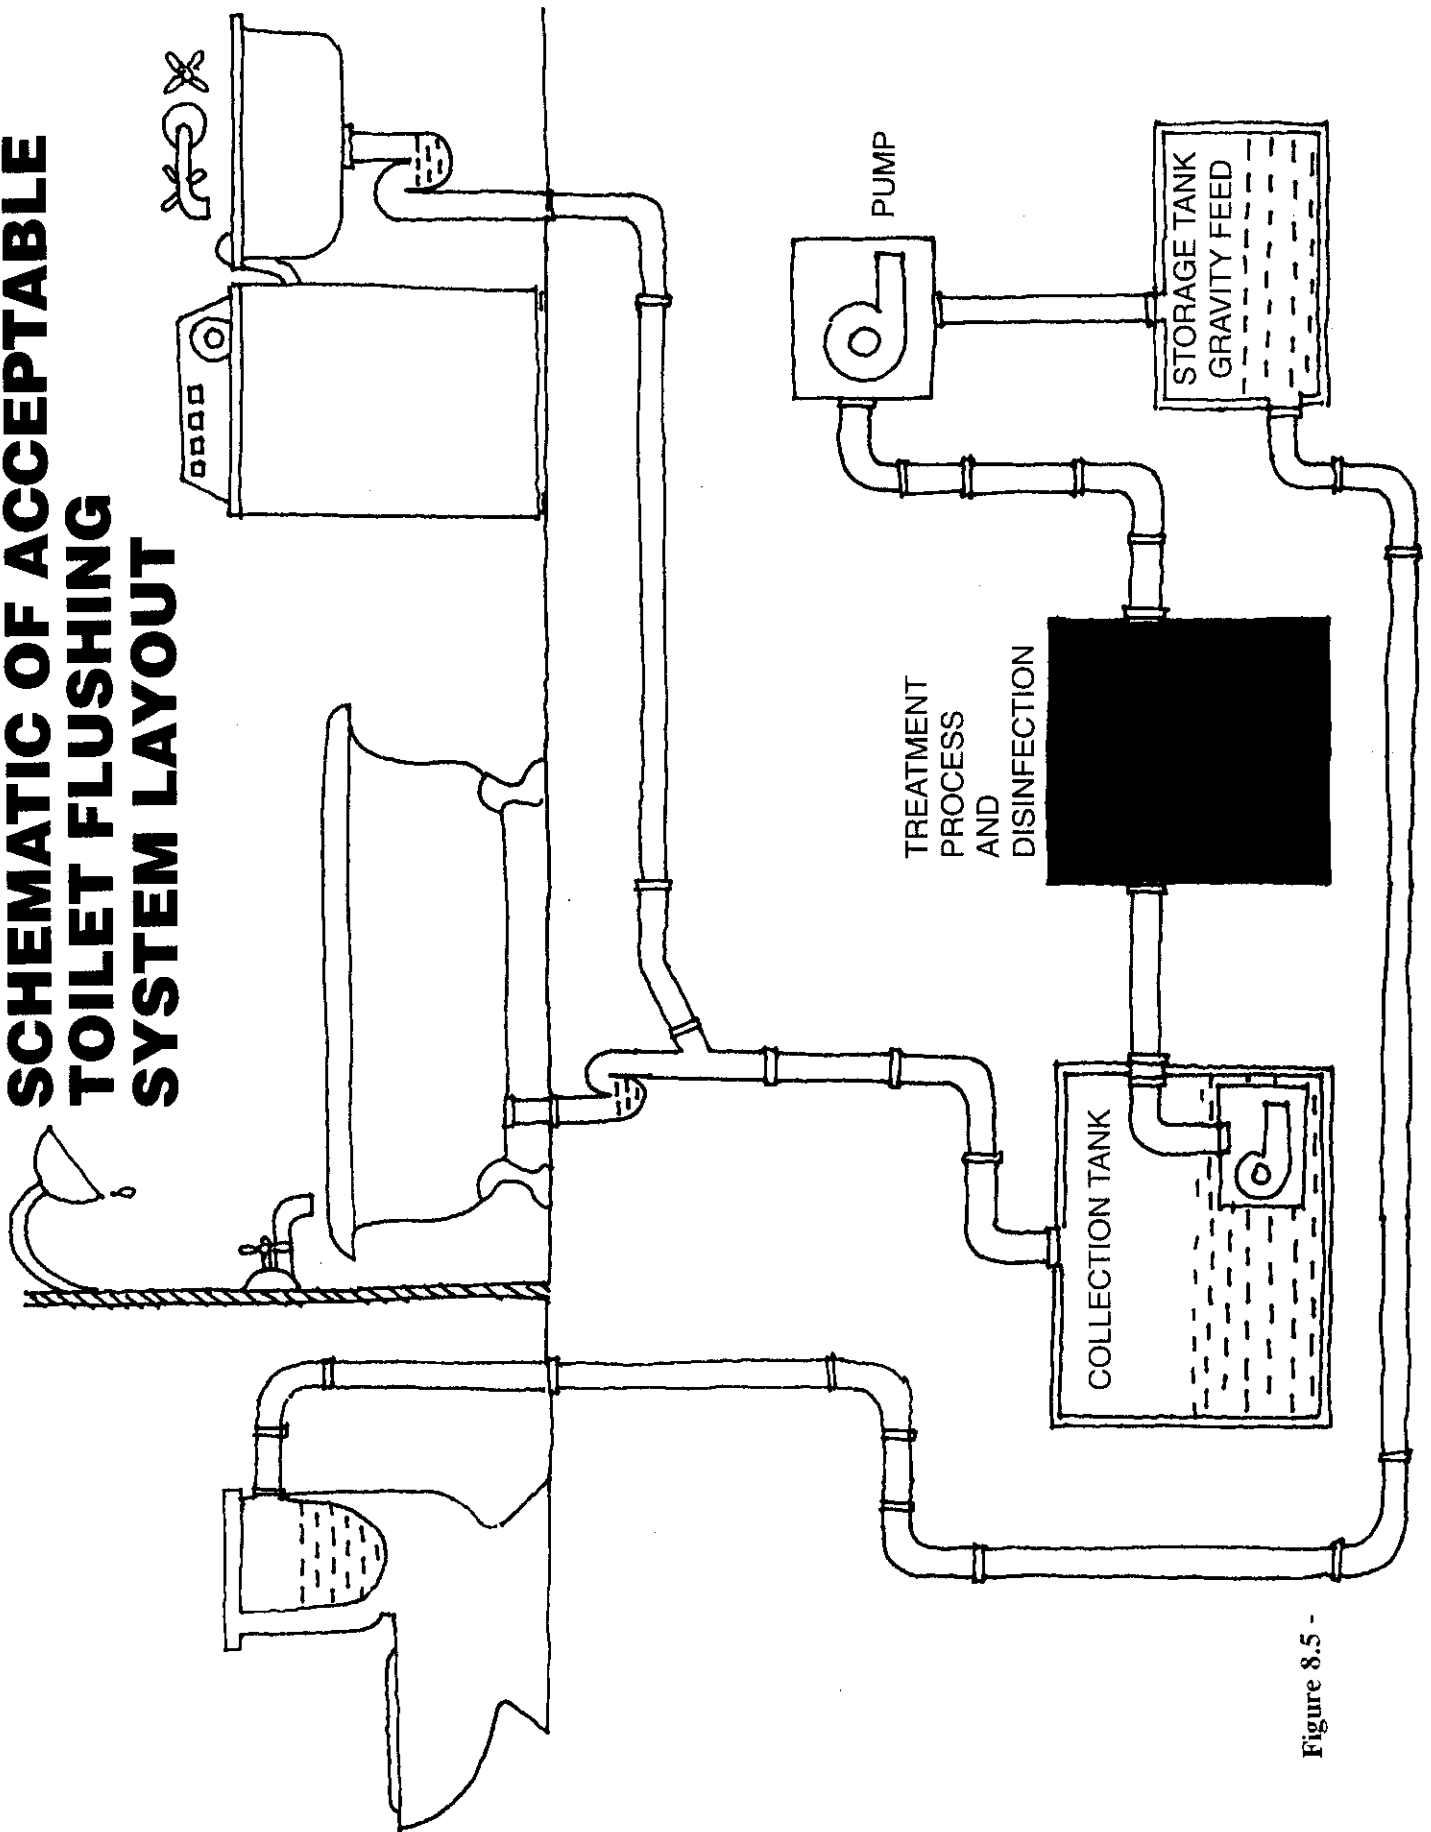 SCHEMATIC OF ACCEPTABLE
TOILET FLUSHING
SYSTEM LAYOUT
PUMP
STORAGE TANK
GRAVITY FEED
TREATMENT
PROCESS
AND
DISINFECTION
COLLECTION TANK
Figure 8.5 -